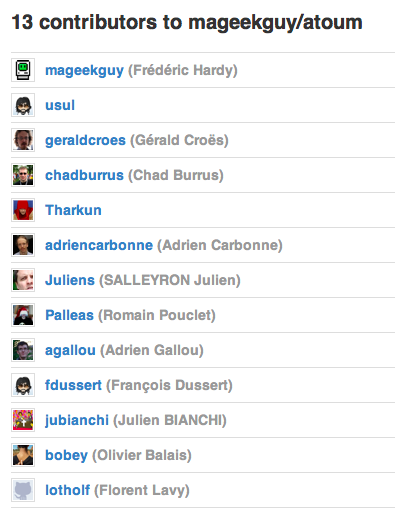 13 contributors to mageekguy/atoum
mageekguy (Frédéric Hardy)
usul
geraldcroes (Gérald Croës)
chadburrus (Chad Burrus)
Tharkun
adriencarbonne (Adrien Carbonne)
Juliens (SALLEYRON Julien)
Palleas (Romain Pouclet)
agallou (Adrien Gallou)
fdussert (François Dussert)
jubianchi (Julien BIANCHI)
bobey (Olivier Balais)
lotholf (Florent Lavy)